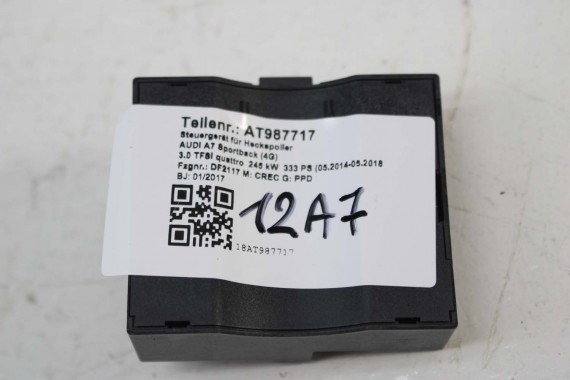 Teilenr.: AT987717
Steuergerät für Heckspoiler
AUDI A7 Sportback (4G)
3.0 TFSI quattro 245 kW 333 PS (05.2014-05.2018
Fzgnr.: DF2117 M: CREC G: PPD
BJ: 01/2017
12A7
18AT987717